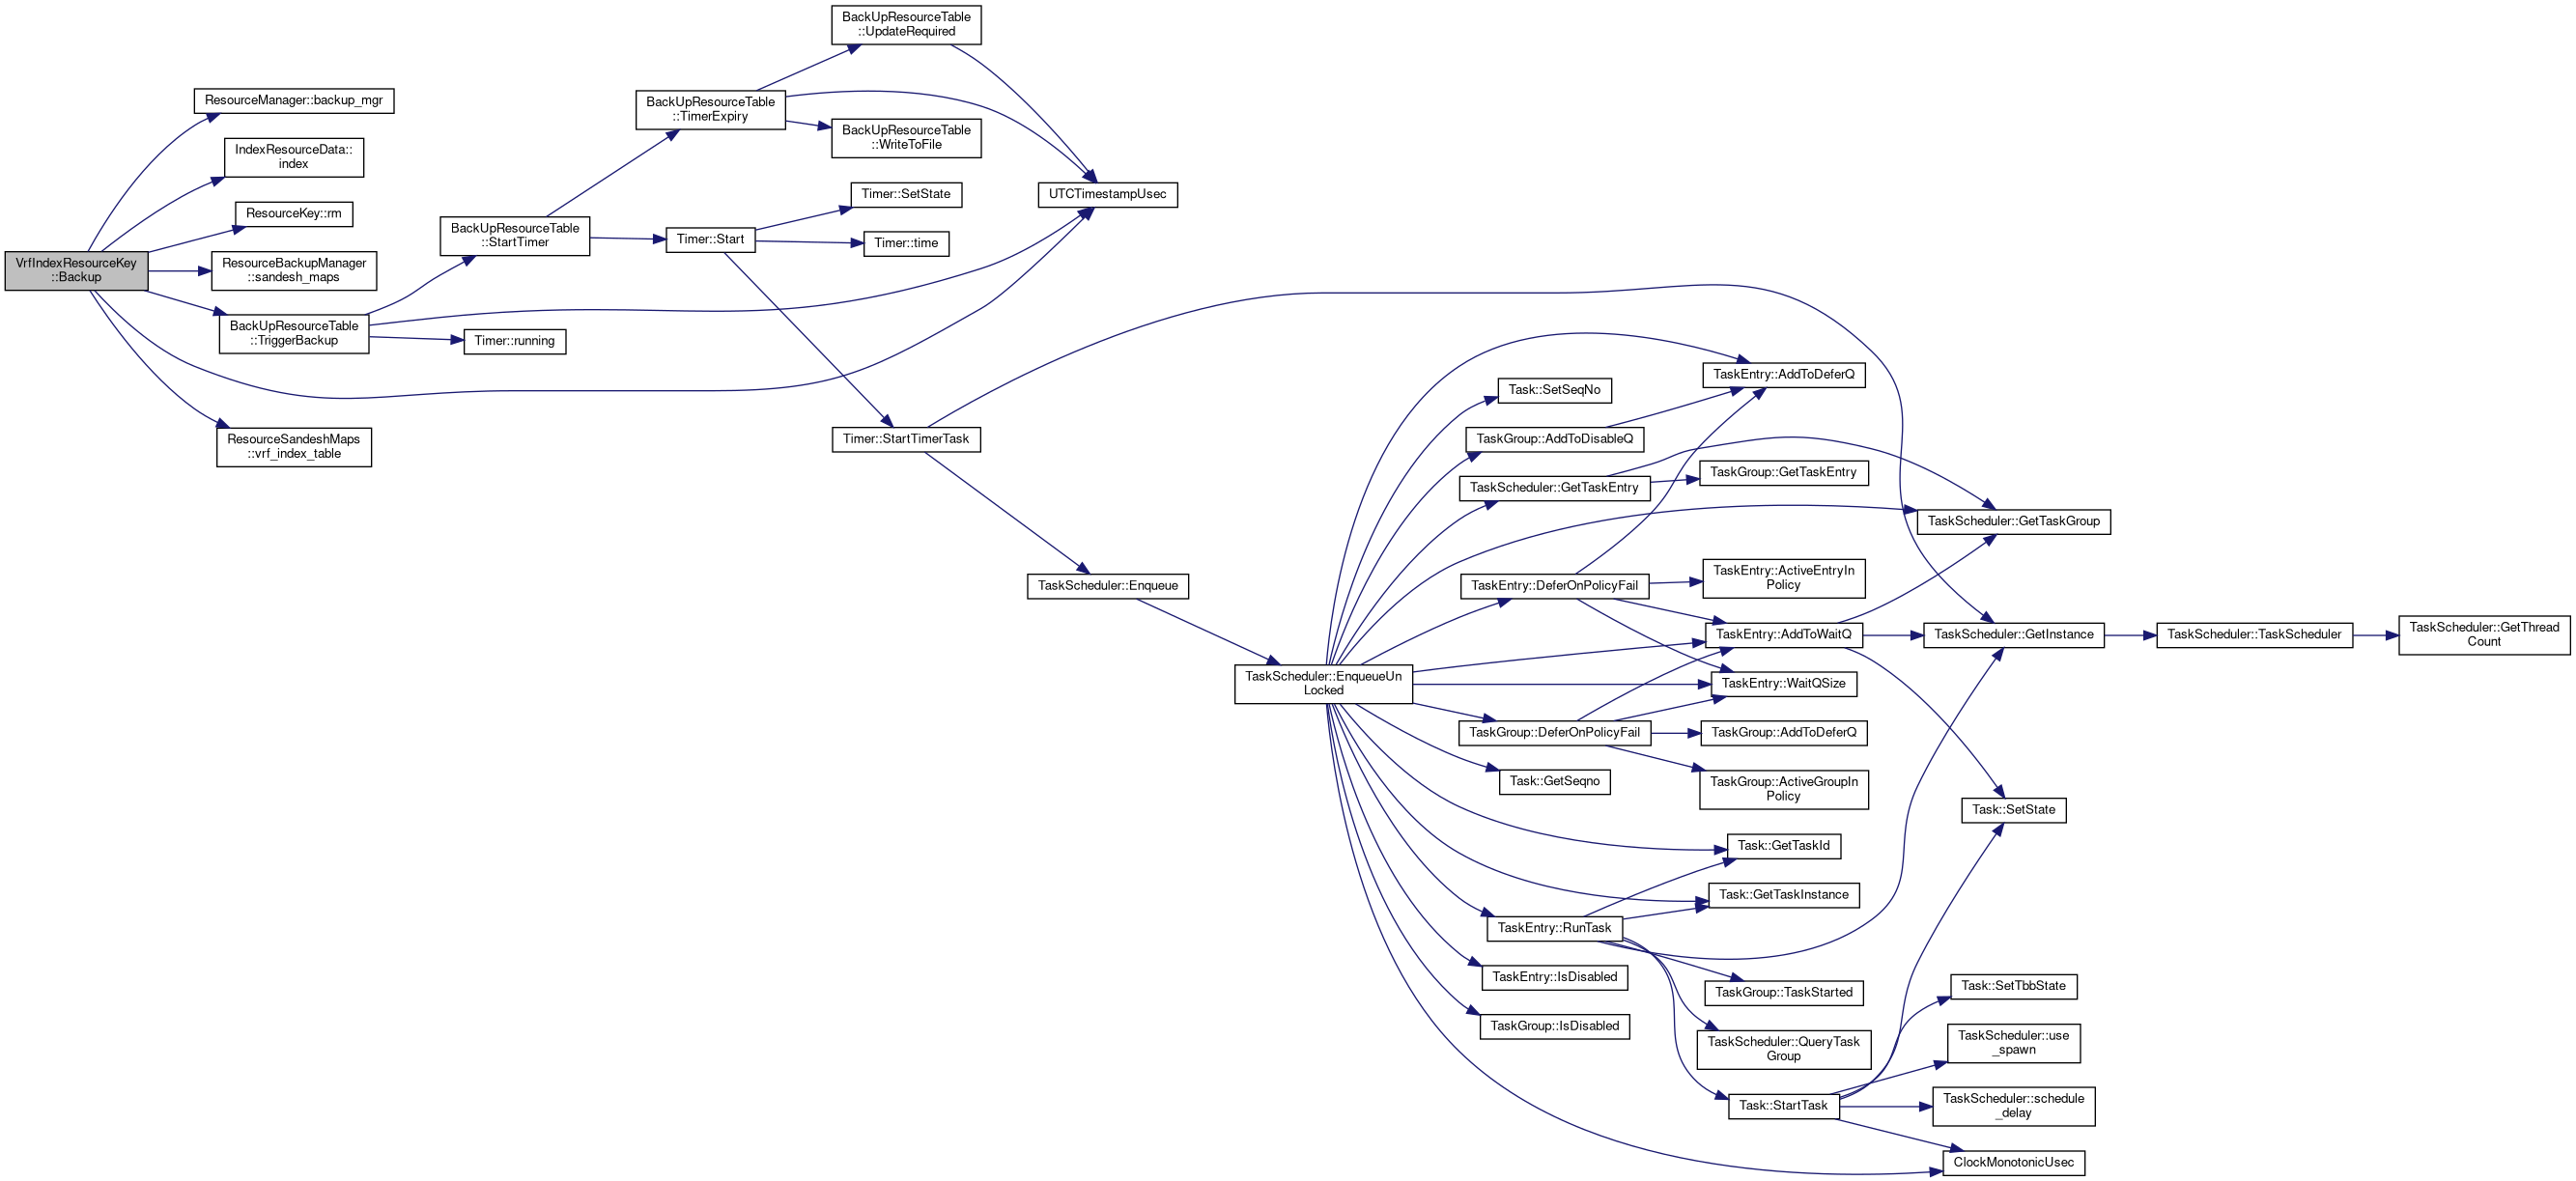 VrfIndexResourceKey
::Backup
ResourceManager::backup_mgr
IndexResourceData::
index
ResourceKey::rm
ResourceBackupManager
::sandesh_maps
BackUpResourceTable
::TriggerBackup
ResourceSandeshMaps
::vrf_index_table
BackUpResourceTable
::StartTimer
Timer::running
BackUpResourceTable
::TimerExpiry
Timer::Start
BackUpResourceTable
::UpdateRequired
BackUpResourceTable
::WriteToFile
Timer::SetState
Timer::time
Timer::StartTimerTask
UTCTimestampUsec
TaskScheduler::Enqueue
TaskScheduler::EnqueueUn
Locked
Task::SetSeqNo
TaskGroup::AddToDisableQ
TaskScheduler::GetTaskEntry
TaskEntry::DeferOnPolicyFail
TaskGroup::DeferOnPolicyFail
Task::GetSeqno
TaskEntry::RunTask
TaskEntry::IsDisabled
TaskGroup::IsDisabled
TaskEntry::AddToDeferQ
TaskGroup::GetTaskEntry
TaskEntry::ActiveEntryIn
Policy
TaskEntry::AddToWaitQ
TaskEntry::WaitQSize
TaskGroup::AddToDeferQ
TaskGroup::ActiveGroupIn
Policy
Task::GetTaskId
Task::GetTaskInstance
TaskGroup::TaskStarted
TaskScheduler::QueryTask
Group
Task::StartTask
TaskScheduler::GetTaskGroup
TaskScheduler::GetInstance
Task::SetState
Task::SetTbbState
TaskScheduler::use
_spawn
TaskScheduler::schedule
_delay
ClockMonotonicUsec
TaskScheduler::TaskScheduler
TaskScheduler::GetThread
Count